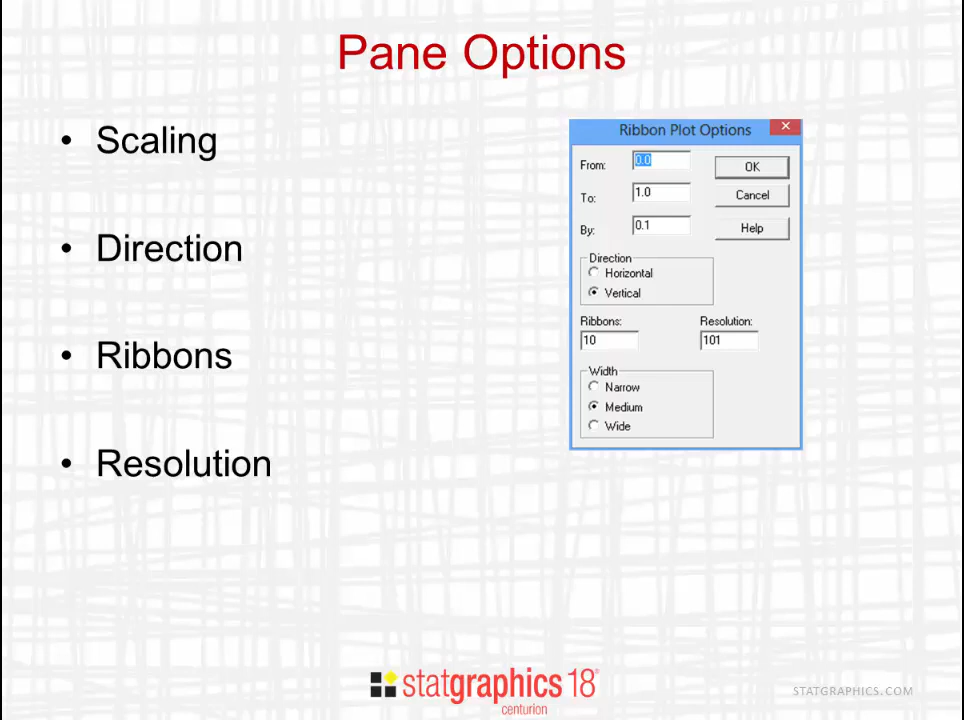 Pane Options
• Scaling
• Direction
• Ribbons
• Resolution
Ribbon Plot Options
From: 0.0 OK
To: 1.0 Cancel
By: 0.1 Help
Direction
Horizontal
Vertical
Ribbons: Resolution:
10 101
Width
Narrow
Medium
Wide
statgraphics 18®
centurion
STATGRAPHICS.COM